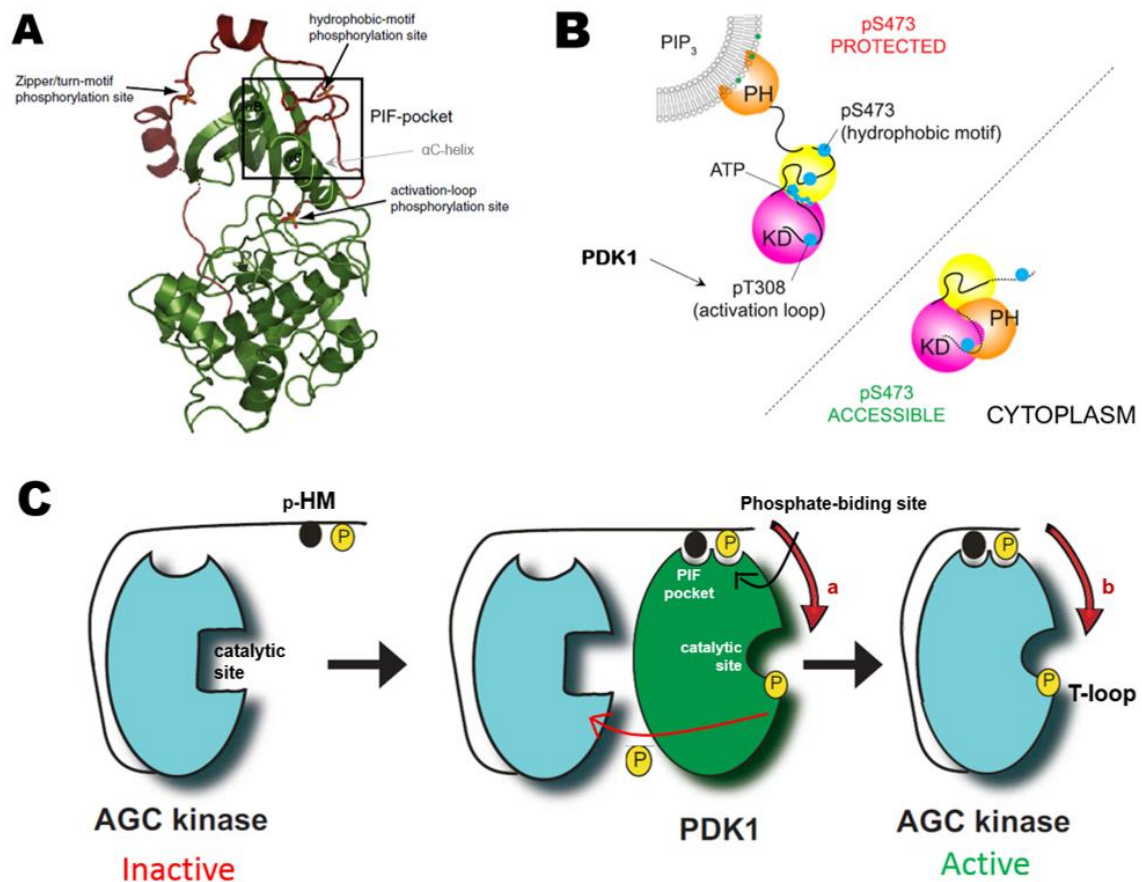 A
hydrophobic-motif
phosphorylation site
Zipper/turn-motif
phosphorylation site
PIF-pocket
αB
αC
αC-helix
activation-loop
phosphorylation site
B
PIP3
pS473
PROTECTED
PH
pS473
(hydrophobic motif)
ATP
KD
PDK1
pT308
(activation loop)
PH
KD
pS473
ACCESSIBLE
CYTOPLASM
C
p-HM
P
Phosphate-biding site
P
P
PIF
pocket
a
b
catalytic
site
catalytic
site
P
P
T-loop
P
AGC kinase
PDK1
AGC kinase
Inactive
Active